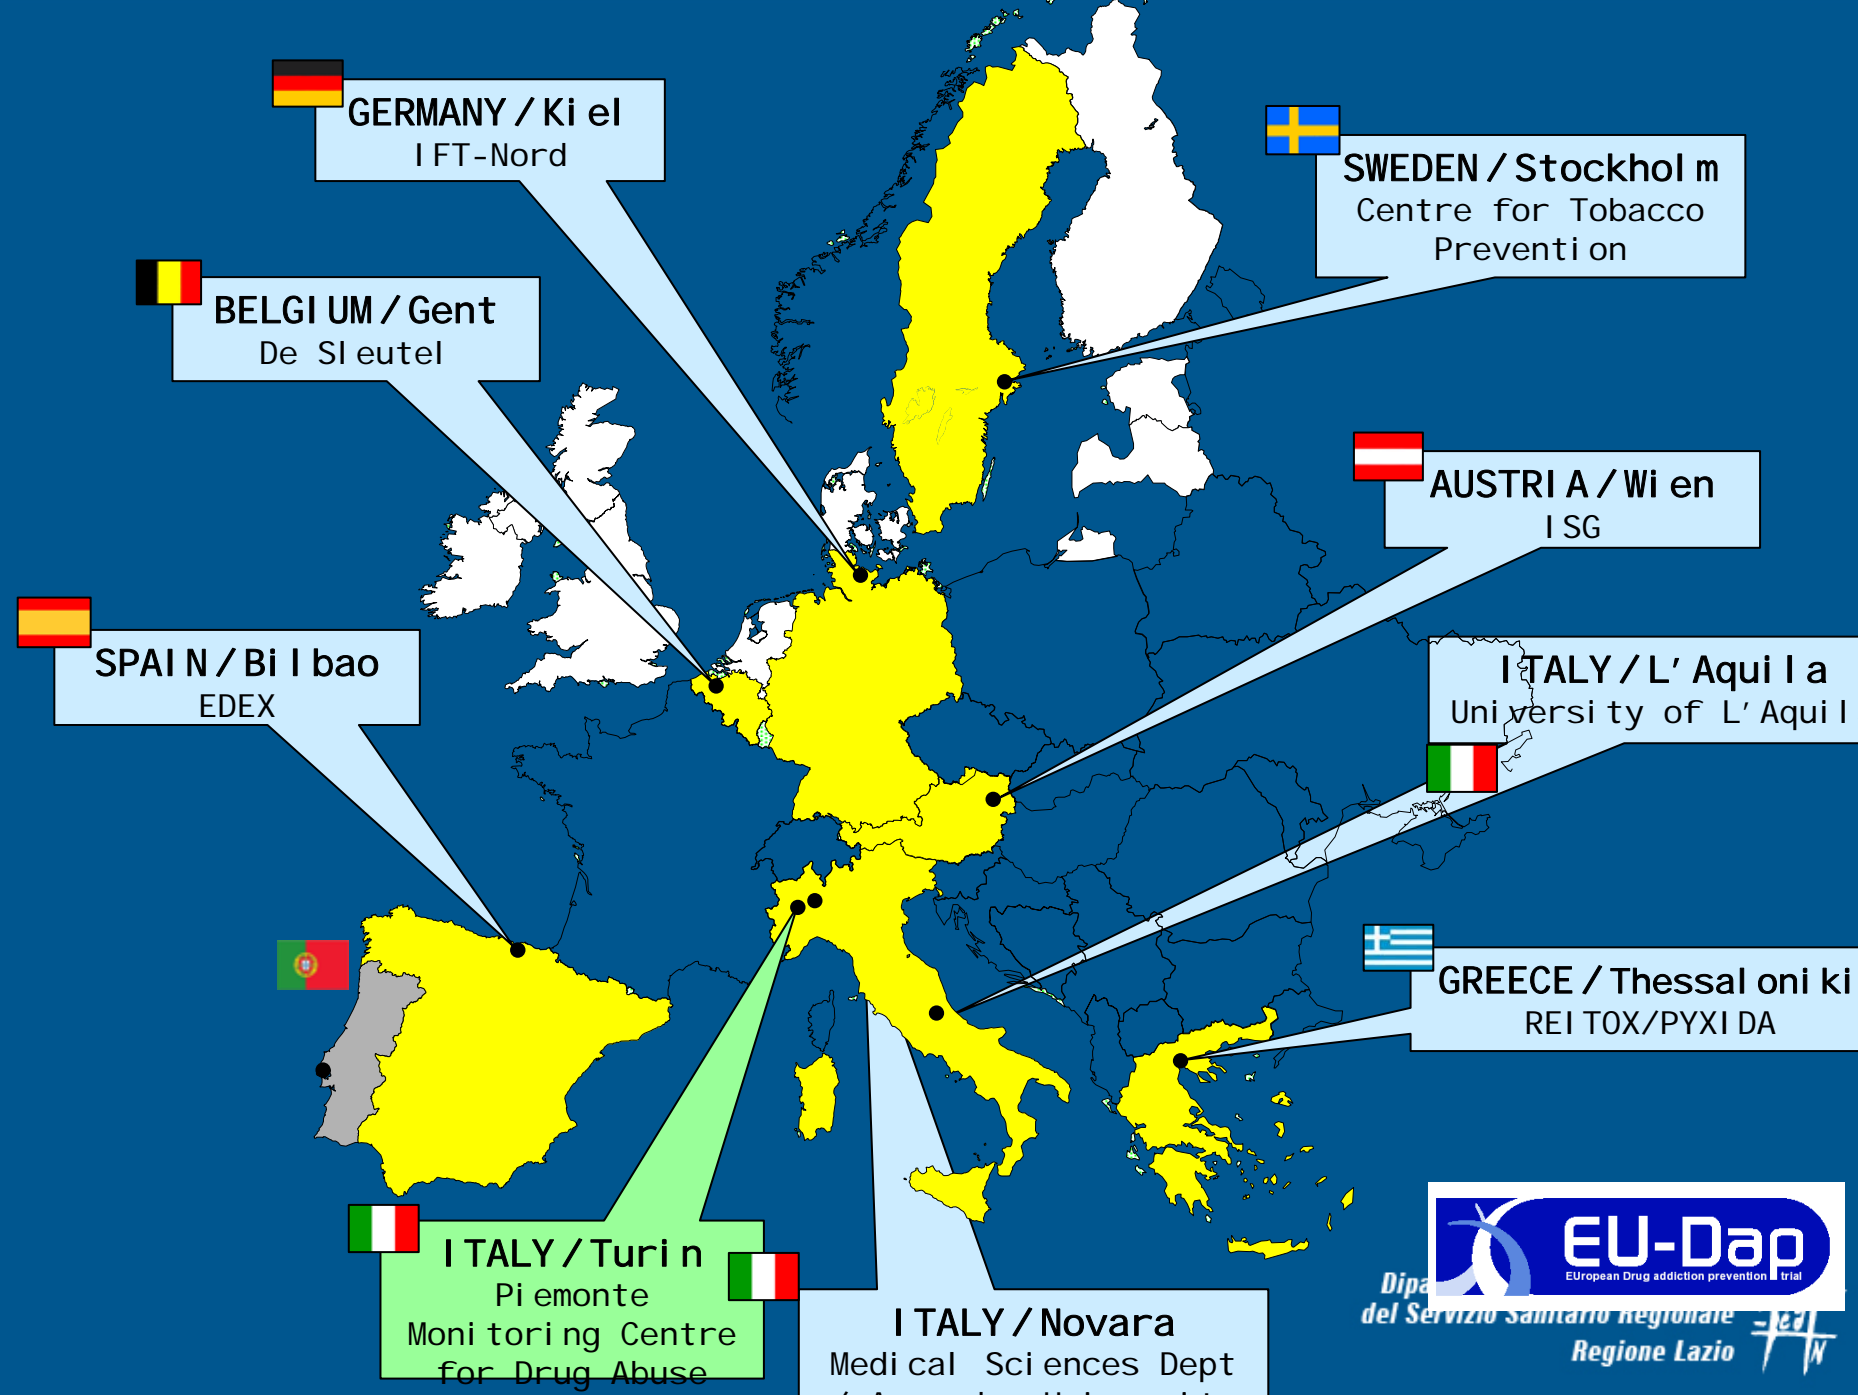 GERMANY/Kiel
IFT-Nord
SWEDEN/Stockholm
Centre for Tobacco
Prevention
BELGIUM/Gent
De Sleutel
AUSTRIA/Wien
ISG
SPAIN/Bilbao
EDEX
ITALY/L'Aquila
University of L'Aquil
GREECE/Thessaloniki
REITOX/PYXIDA
ITALY/Turin
Piemonte
Monitoring Centre
for Drug Abuse
ITALY/Novara
Medical Sciences Dept
EU-Dap
EUropean Drug addiction prevention trial
Dipa
del Servizio Sanitario Regionale
Regione Lazio